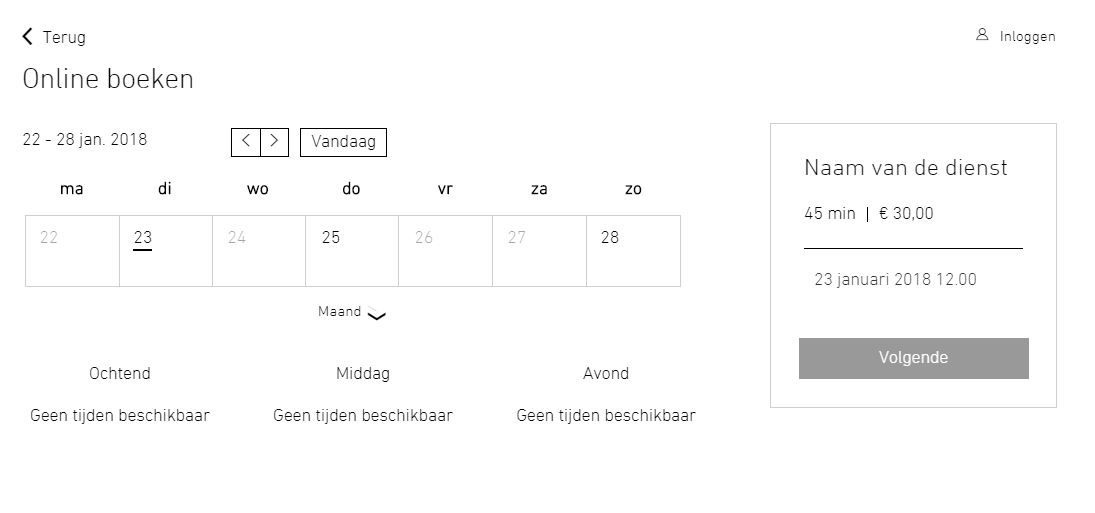 Terug
Inloggen
Online boeken
22 - 28 jan. 2018
Vandaag
ma di wo do vr za zo
22 23 24 25 26 27 28
Maand
Ochtend Middag Avond
Geen tijden beschikbaar Geen tijden beschikbaar Geen tijden beschikbaar
Naam van de dienst
45 min | € 30,00
23 januari 2018 12.00
Volgende